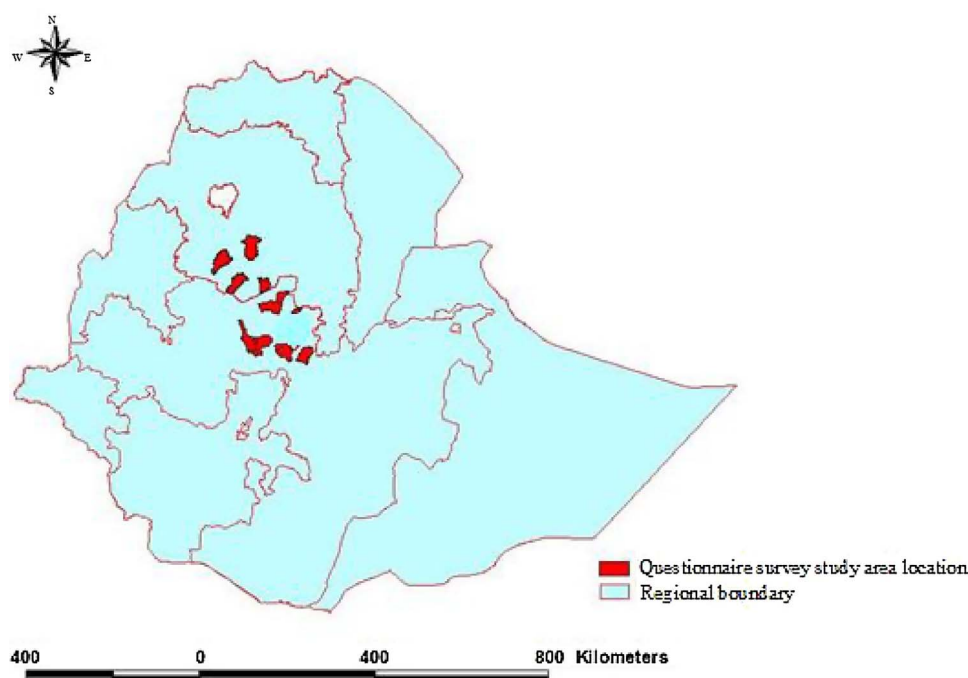 N
W E
S
Questionnaire survey study area location
Regional boundary
400 0 400 800 Kilometers